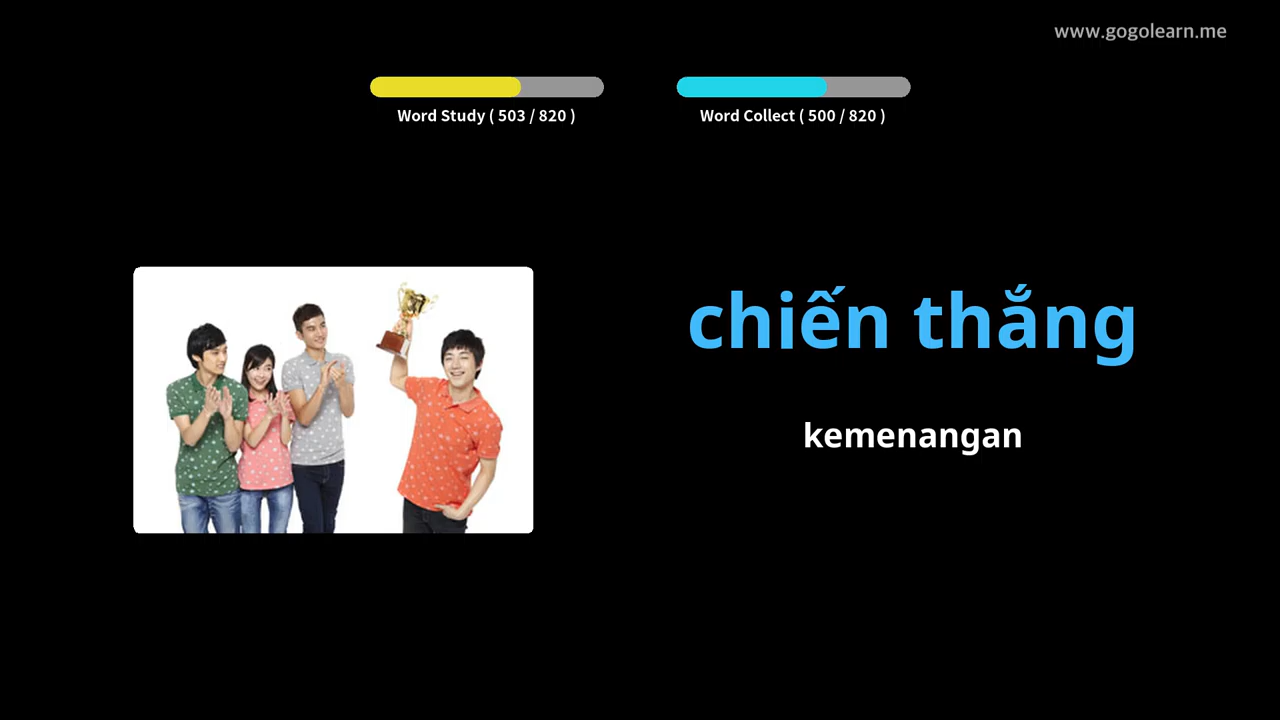 www.gogolearn.me
Word Study ( 503 / 820 )
Word Collect ( 500 / 820 )
chiến thắng
kemenangan